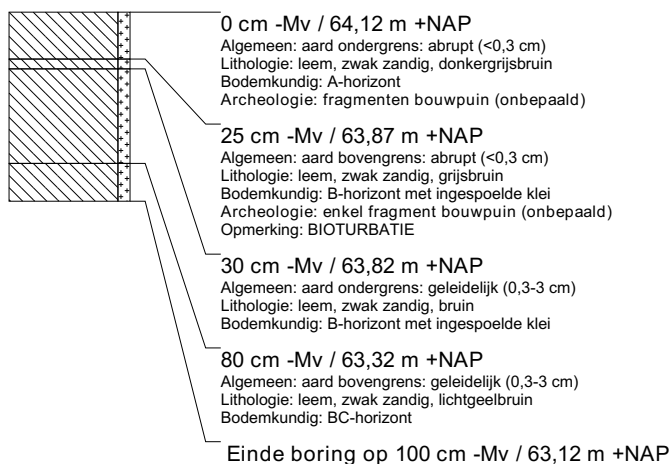 0 cm -Mv / 64,12 m +NAP
Algemeen: aard ondergrens: abrupt (<0,3 cm)
Lithologie: leem, zwak zandig, donkergrijsbruin
Bodemkundig: A-horizont
Archeologie: fragmenten bouwpuin (onbepaald)
25 cm -Mv / 63,87 m +NAP
Algemeen: aard bovengrens: abrupt (<0,3 cm)
Lithologie: leem, zwak zandig, grijsbruin
Bodemkundig: B-horizont met ingespoelde klei
Archeologie: enkel fragment bouwpuin (onbepaald)
Opmerking: BIOTURBATIE
30 cm -Mv / 63,82 m +NAP
Algemeen: aard ondergrens: geleidelijk (0,3-3 cm)
Lithologie: leem, zwak zandig, bruin
Bodemkundig: B-horizont met ingespoelde klei
80 cm -Mv / 63,32 m +NAP
Algemeen: aard bovengrens: geleidelijk (0,3-3 cm)
Lithologie: leem, zwak zandig, lichtgeelbruin
Bodemkundig: BC-horizont
Einde boring op 100 cm -Mv / 63,12 m +NAP